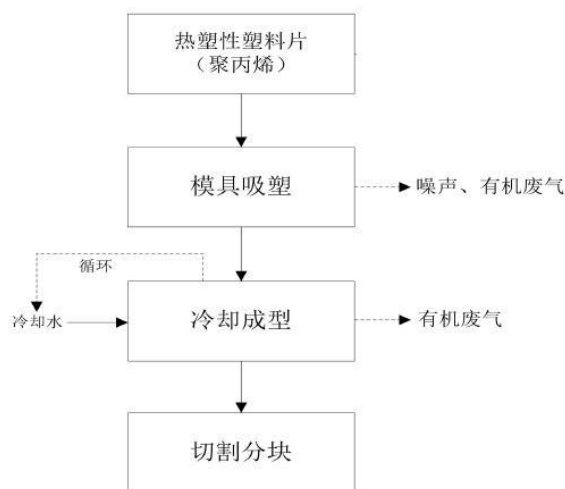 热塑性塑料片
（聚丙烯）
模具吸塑
噪声、有机废气
循环
冷却水
冷却成型
有机废气
切割分块